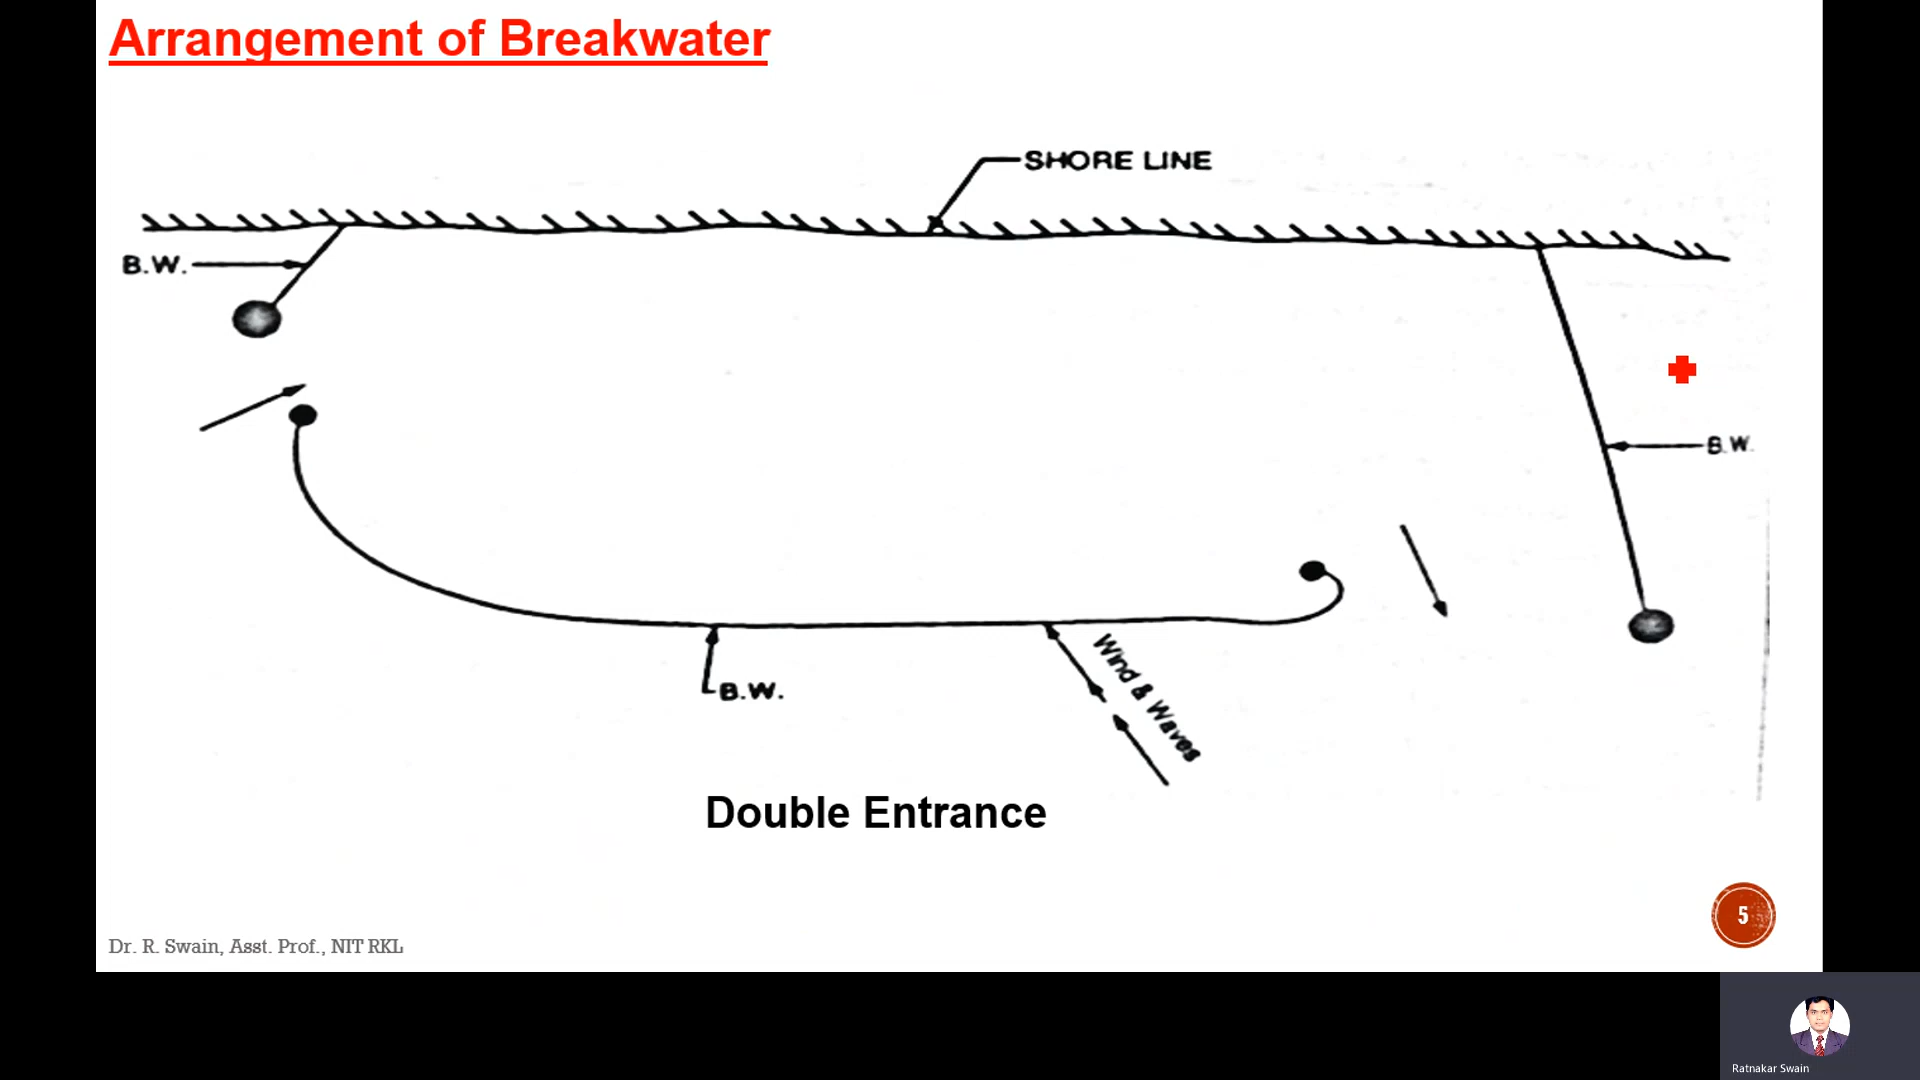 Arrangement of Breakwater
SHORE LINE
B.W.
B.W.
B.W.
Wind & Waves
Double Entrance
5
Dr. R. Swain, Asst. Prof., NIT RKL
Ratnakar Swain